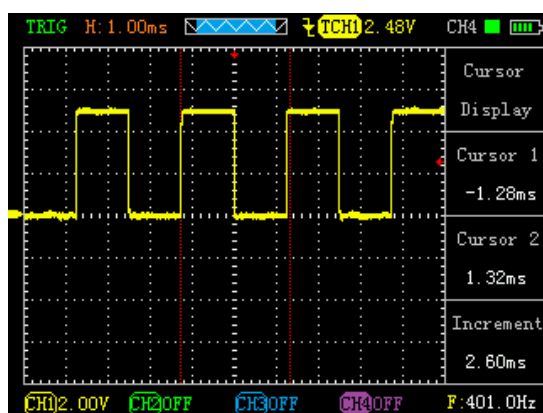 TRIG H:1.00ms TCH1 2.48V CH4
Cursor
Display
Cursor 1
-1.28ms
Cursor 2
1.32ms
Increment
2.60ms
CH1 2.00V CH2 OFF CH3 OFF CH4 OFF F:401.0Hz